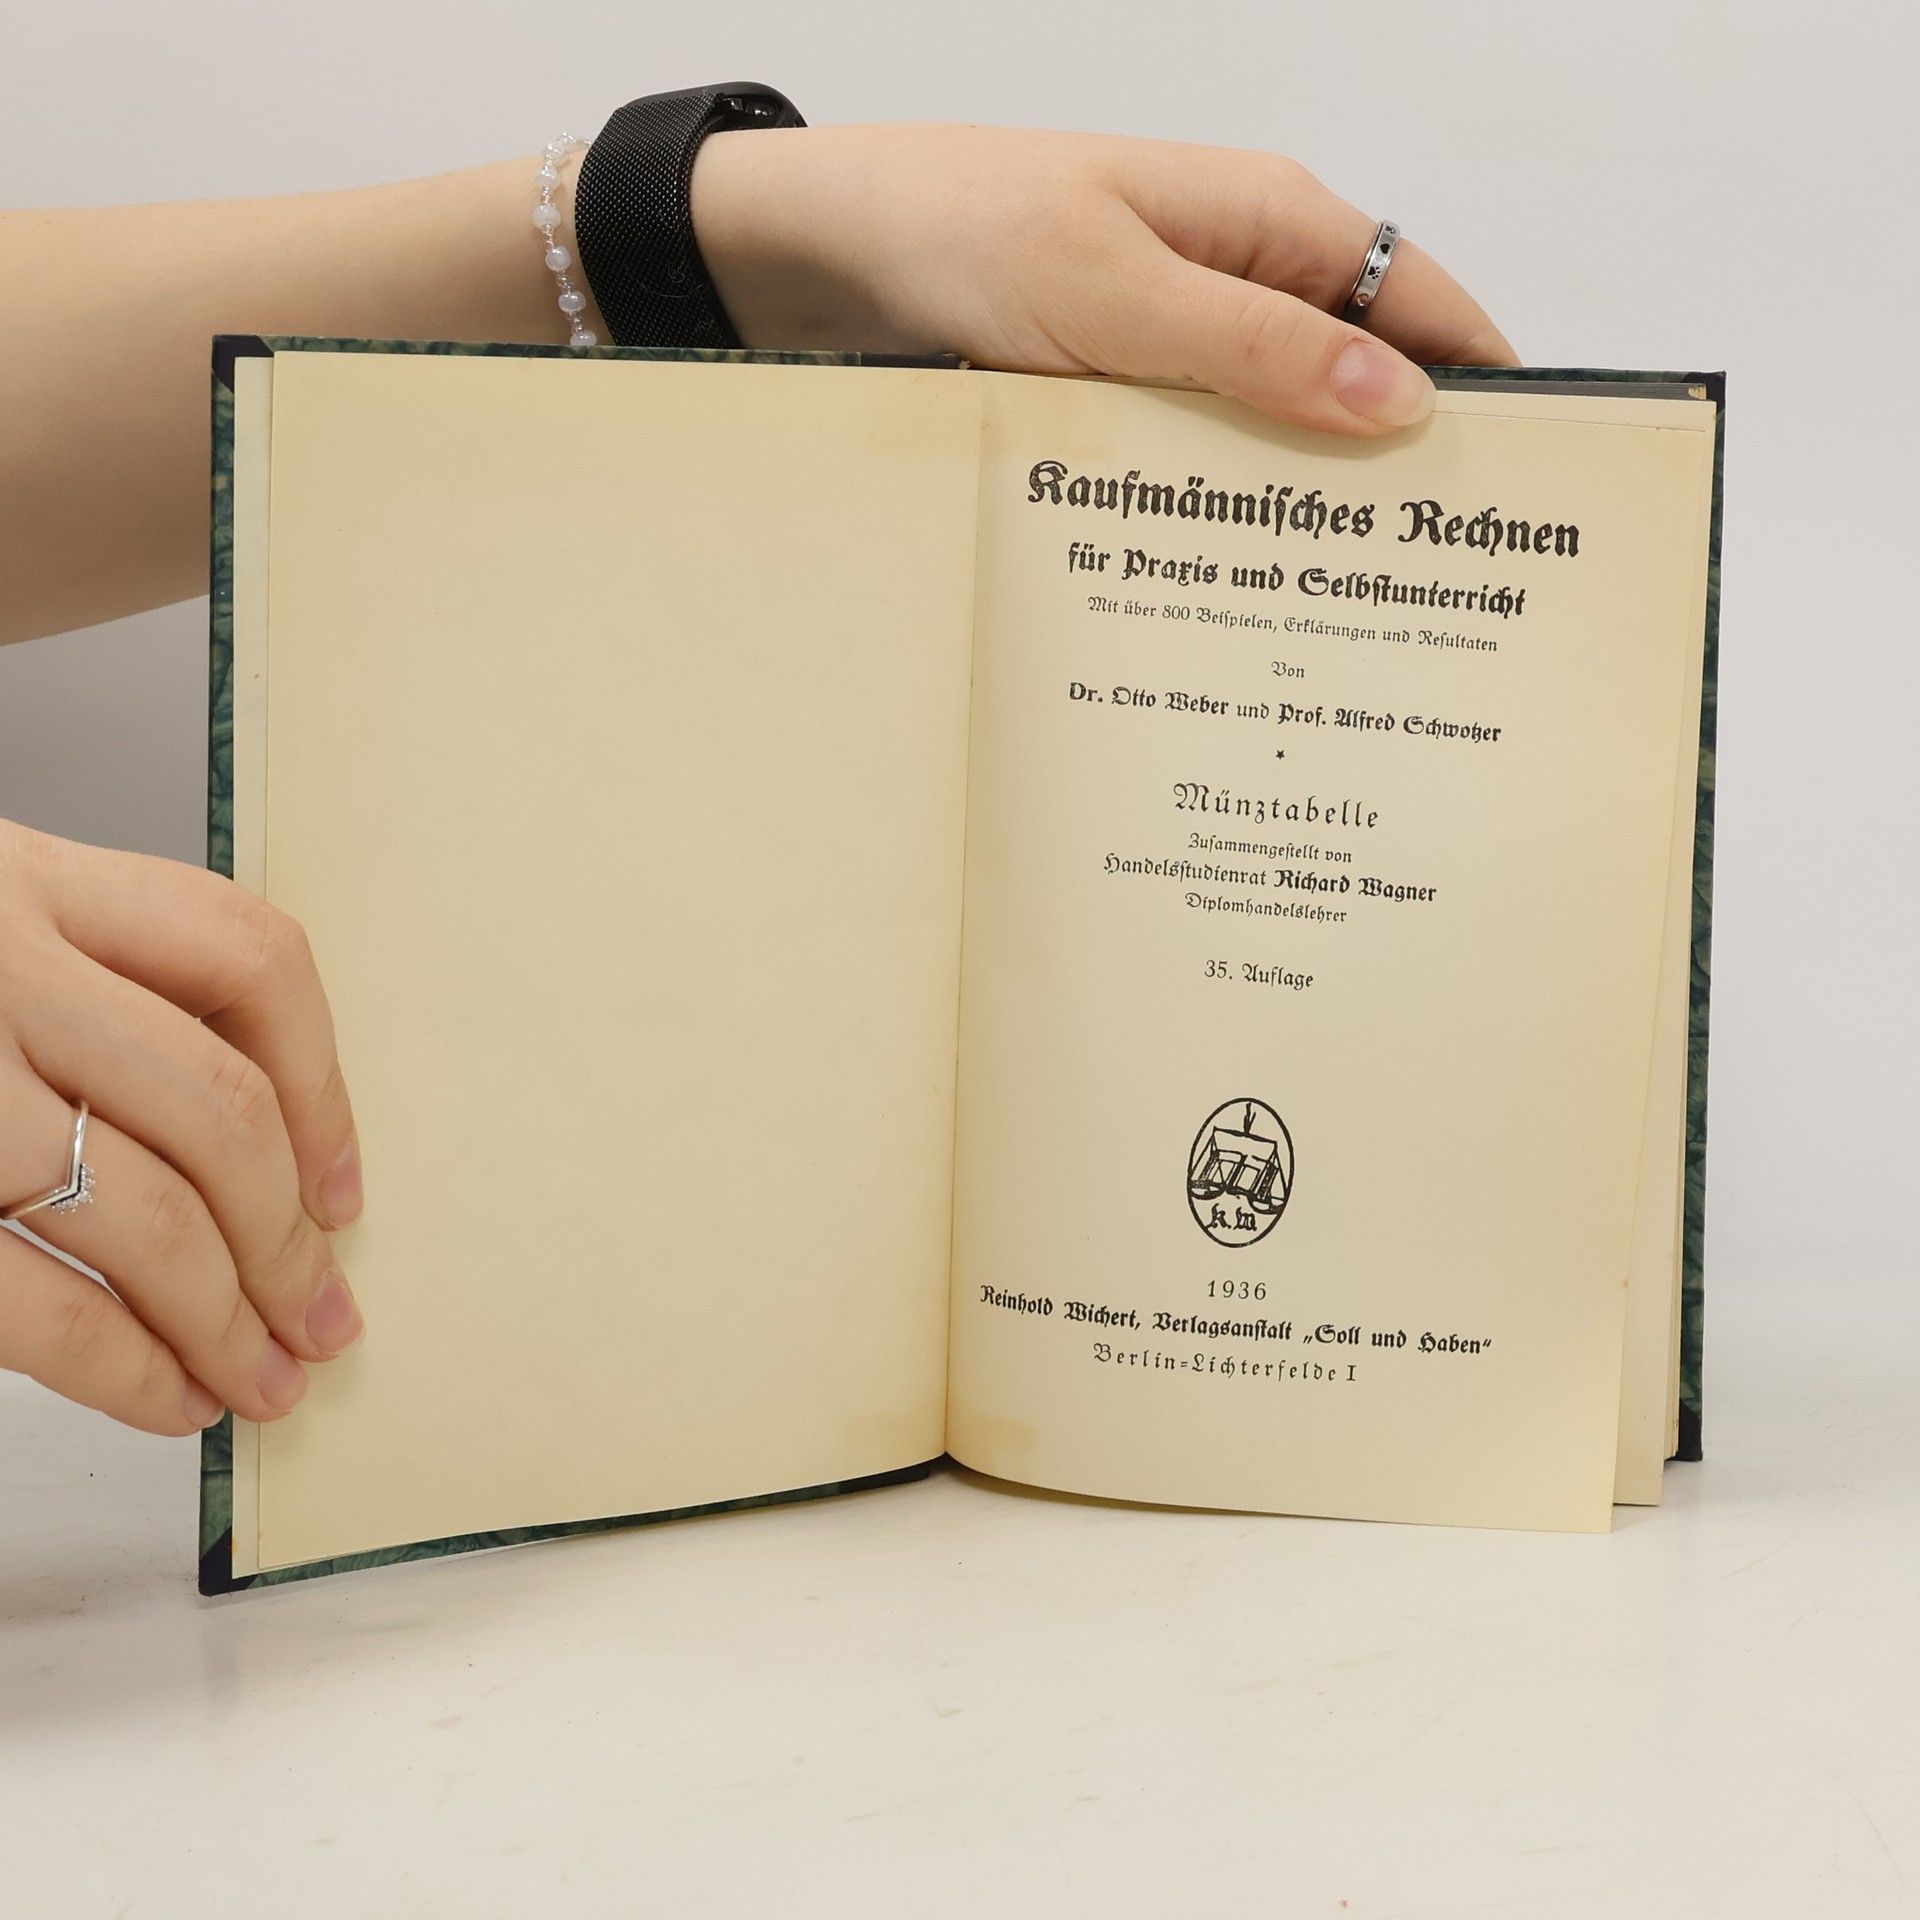 Kaufmännisches Rechnen
für Praxis und Selbstunterricht
Mit über 800 Beispielen, Erklärungen und Resultaten
Von
Dr. Otto Weber und Prof. Alfred Schwotzer
*
Münztabelle
Zusammengestellt von
Handelsstudienrat Richard Wagner
Diplomhandelslehrer
35. Auflage
K.W
1936
Reinhold Wichert, Verlagsanstalt „Soll und Haben“
Berlin=Lichterfelde I